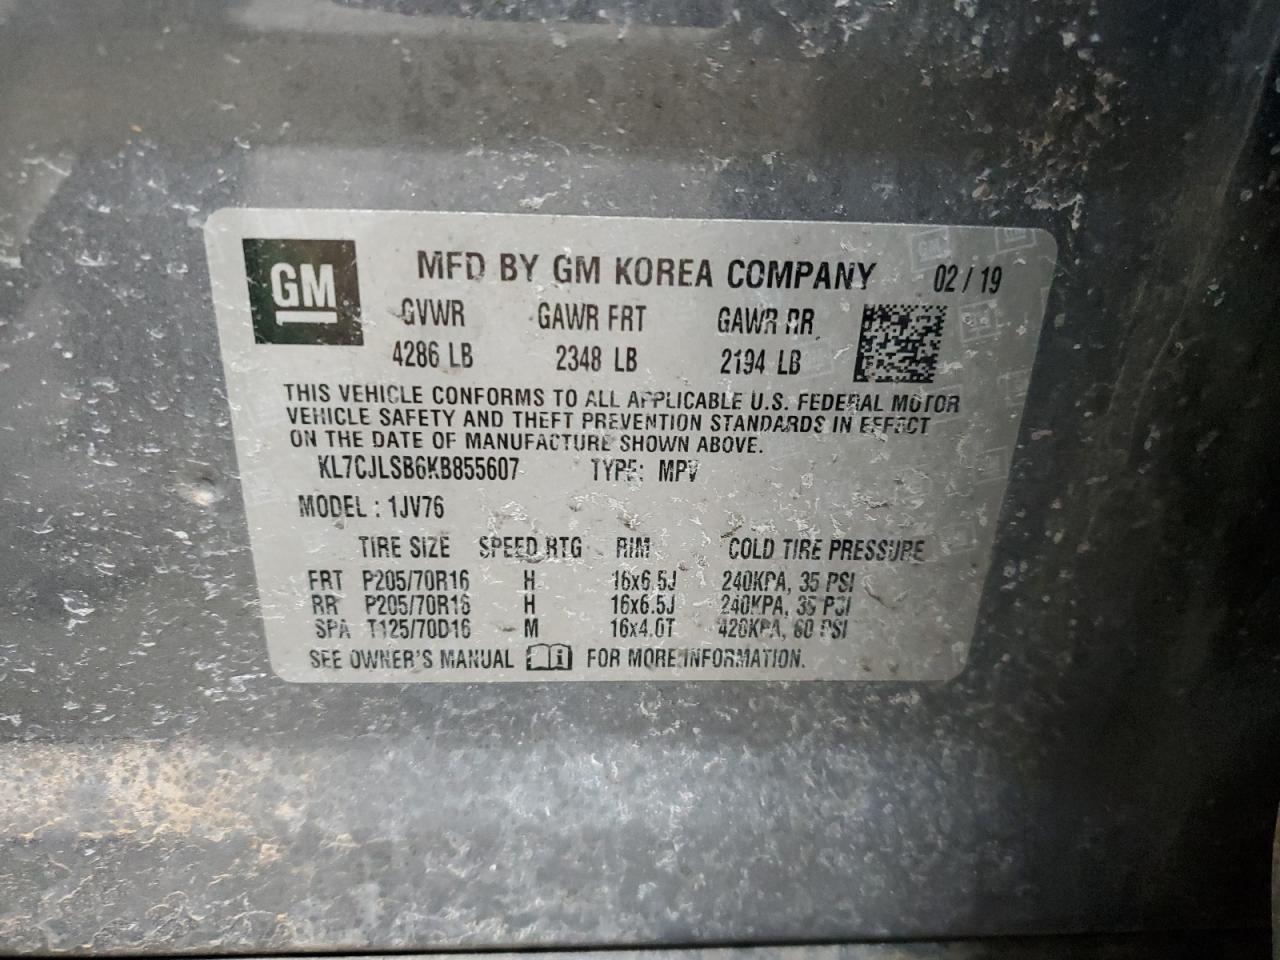 GM
MFD BY GM KOREA COMPANY 02 / 19
GVWR GAWR FRT GAWR RR
4286 LB 2348 LB 2194 LB
THIS VEHICLE CONFORMS TO ALL APPLICABLE U.S. FEDERAL MOTOR
VEHICLE SAFETY AND THEFT PREVENTION STANDARDS IN EFFECT
ON THE DATE OF MANUFACTURE SHOWN ABOVE.
KL7CJLSB6KB855607 TYPE: MPV
MODEL : 1JV76
TIRE SIZE SPEED RTG RIM COLD TIRE PRESSURE
FRT P205/70R16 H 16x6.5J 240KPA, 35 PSI
RR P205/70R16 H 16x6.5J 240KPA, 35 PSI
SPA T125/70D16 M 16x4.0T 420KPA, 60 PSI
SEE OWNER'S MANUAL i FOR MORE INFORMATION.